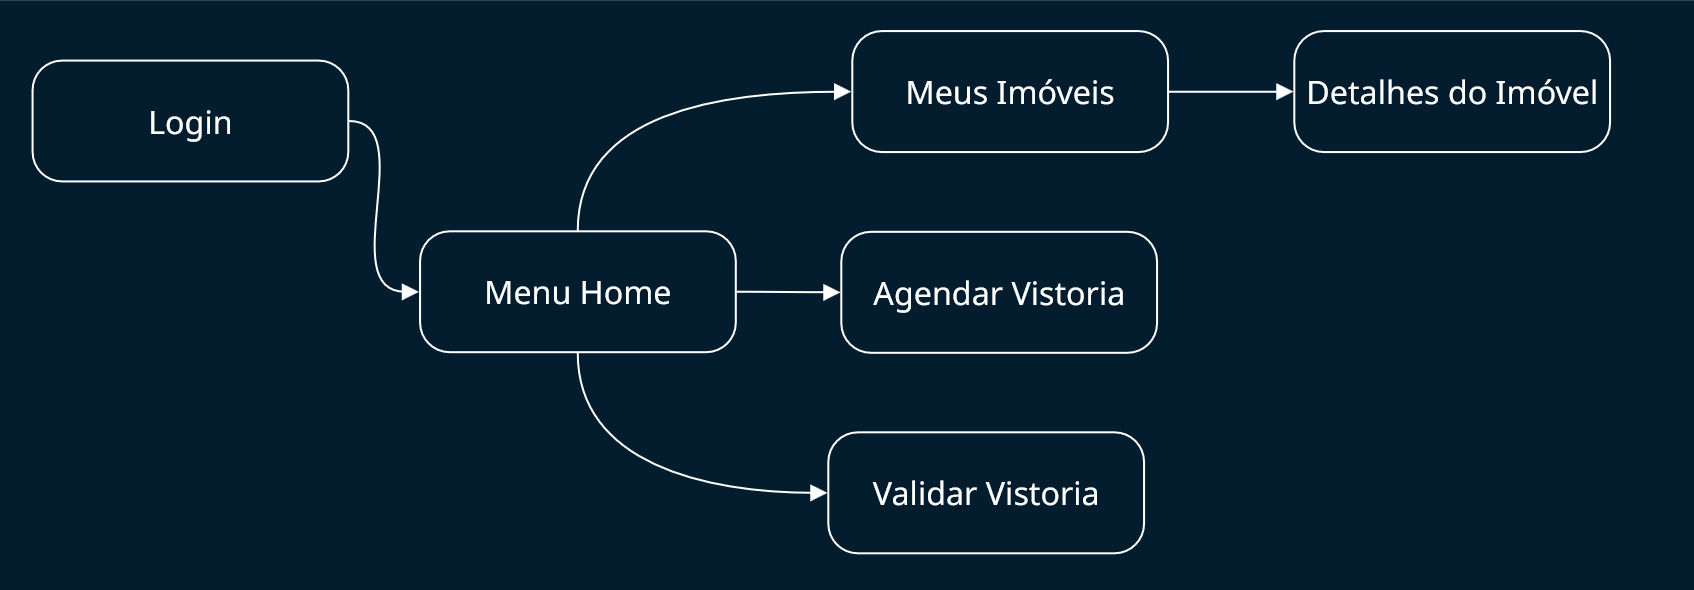 Login
Menu Home
Meus Imóveis
Detalhes do Imóvel
Agendar Vistoria
Validar Vistoria